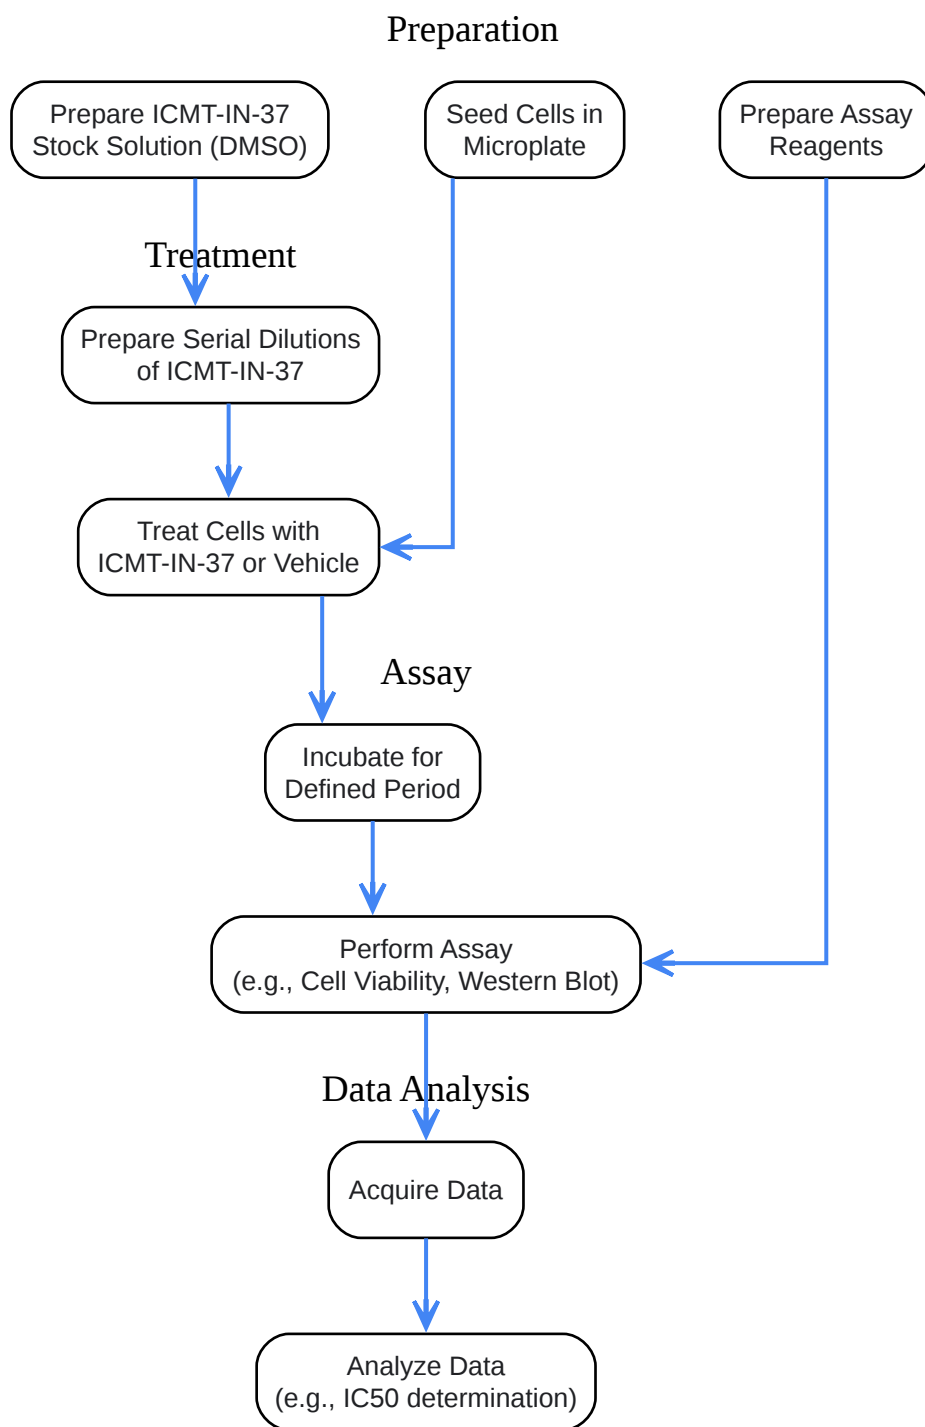 Preparation
Prepare ICMT-IN-37
Stock Solution (DMSO)
Seed Cells in
Microplate
Prepare Assay
Reagents
Treatment
Prepare Serial Dilutions
of ICMT-IN-37
Treat Cells with
ICMT-IN-37 or Vehicle
Assay
Incubate for
Defined Period
Perform Assay
(e.g., Cell Viability, Western Blot)
Data Analysis
Acquire Data
Analyze Data
(e.g., IC50 determination)